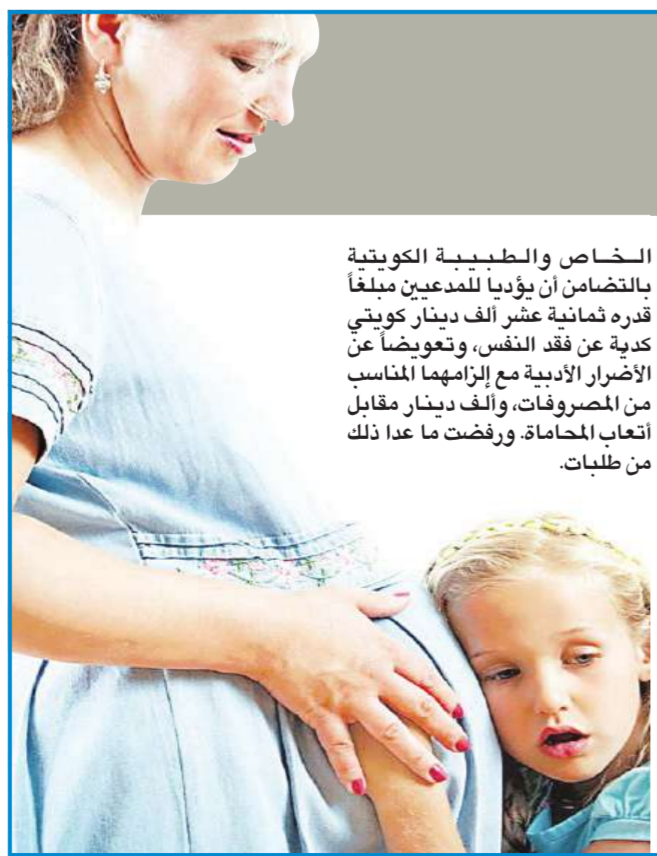 الخاص والطبيبة الكويتية
بالتضامن أن يؤديا للمدعيين مبلغاً
قدره ثمانية عشر ألف دينار كويتي
كدية عن فقد النفس، وتعويضاً عن
الأضرار الأدبية مع إلزامهما المناسب
من المصروفات، وألف دينار مقابل
أتعاب المحاماة. ورفضت ما عدا ذلك
من طلبات.